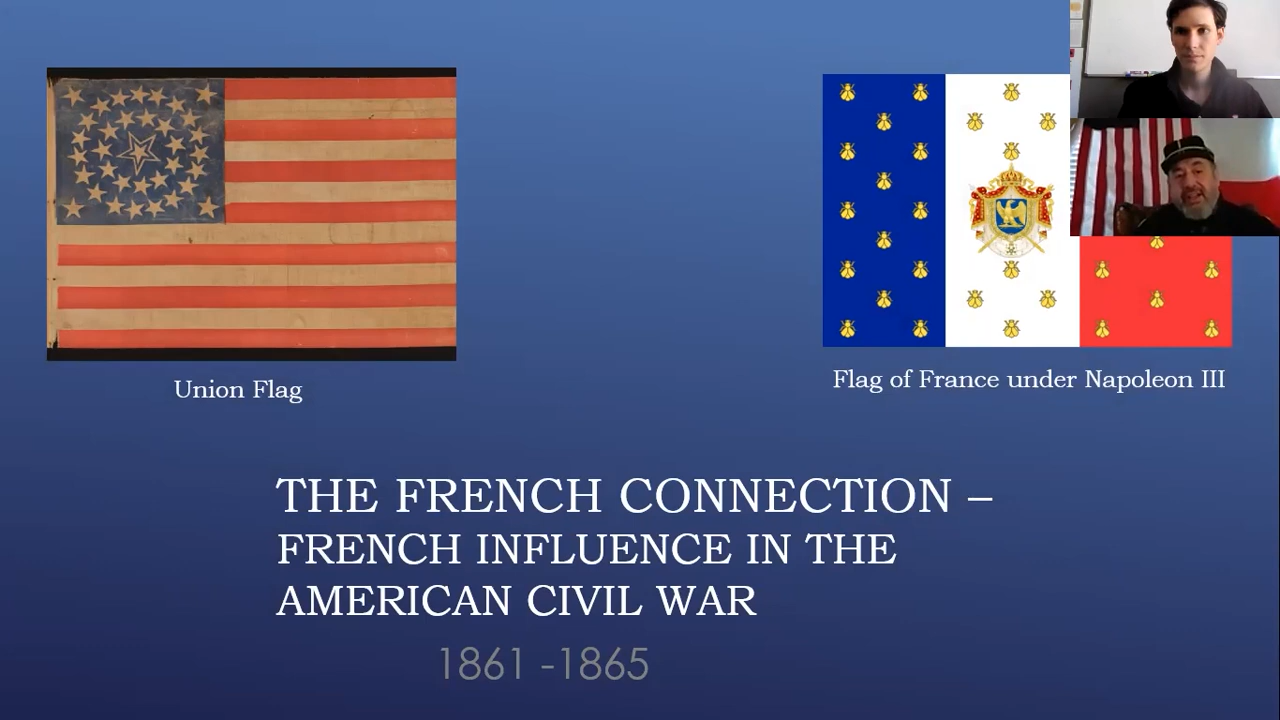 Union Flag
Flag of France under Napoleon III
THE FRENCH CONNECTION –
FRENCH INFLUENCE IN THE
AMERICAN CIVIL WAR
1861 -1865